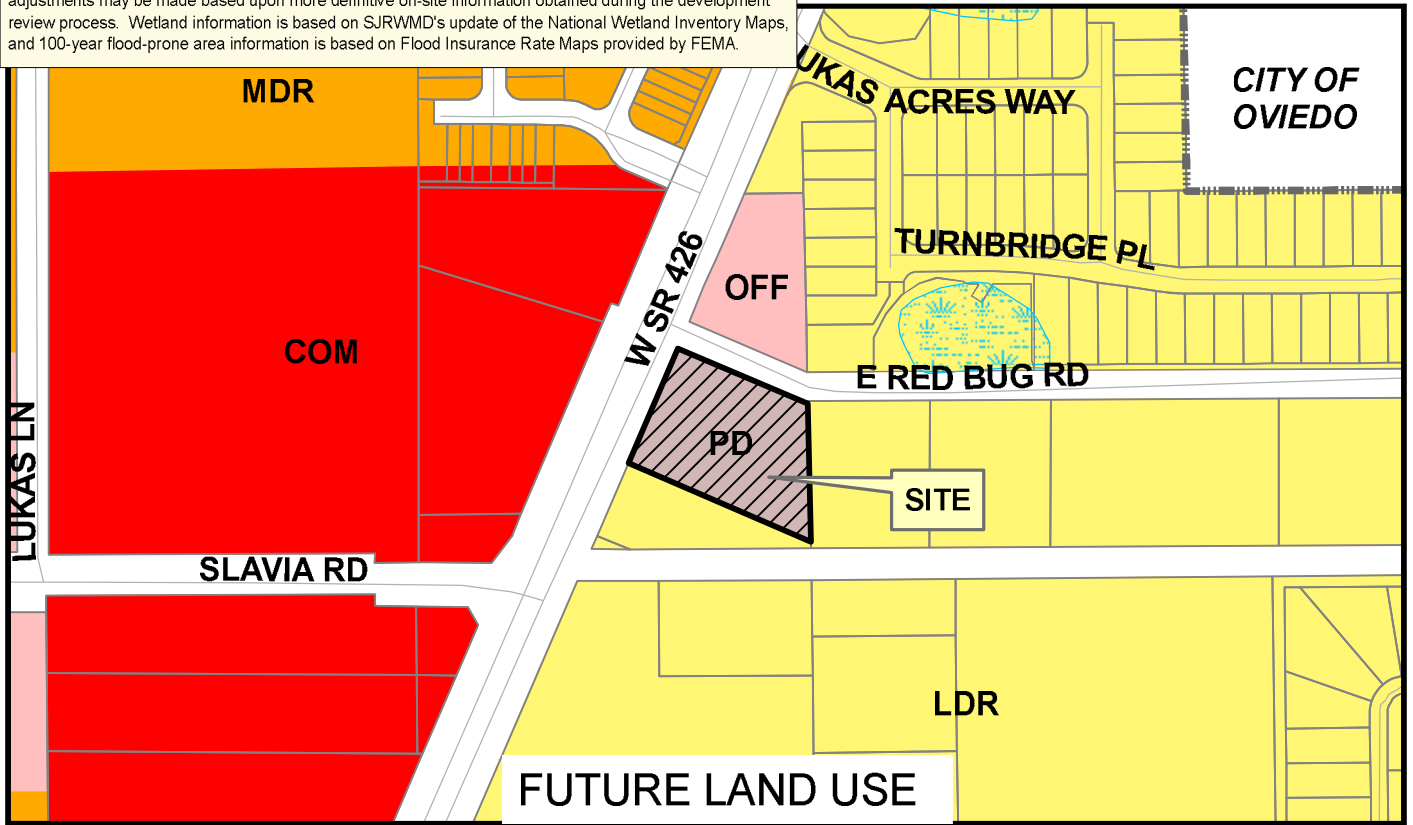 adjustments may be made based upon more definitive on-site information obtained during the development
review process. Wetland information is based on SJRWMD's update of the National Wetland Inventory Maps,
and 100-year flood-prone area information is based on Flood Insurance Rate Maps provided by FEMA.
MDR
UKAS ACRES WAY
CITY OF
OVIEDO
TURNBRIDGE PL
W SR 426
OFF
COM
E RED BUG RD
LUKAS LN
PD
SITE
SLAVIA RD
LDR
FUTURE LAND USE